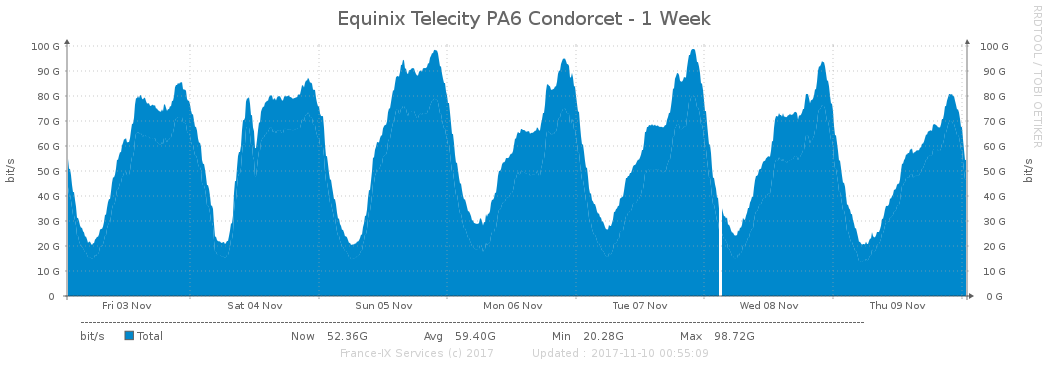 Equinix Telecity PA6 Condorcet - 1 Week
RRDTOOL / TOBI OETIKER
100 G 100 G
90 G 90 G
80 G 80 G
70 G 70 G
60 G 60 G
50 G 50 G
40 G 40 G
30 G 30 G
20 G 20 G
10 G 10 G
0 0 G
bit/s bit/s
Fri 03 Nov Sat 04 Nov Sun 05 Nov Mon 06 Nov Tue 07 Nov Wed 08 Nov Thu 09 Nov
bit/s Total Now 52.36G Avg 59.40G Min 20.28G Max 98.72G
France-IX Services (c) 2017 Updated : 2017-11-10 00:55:09